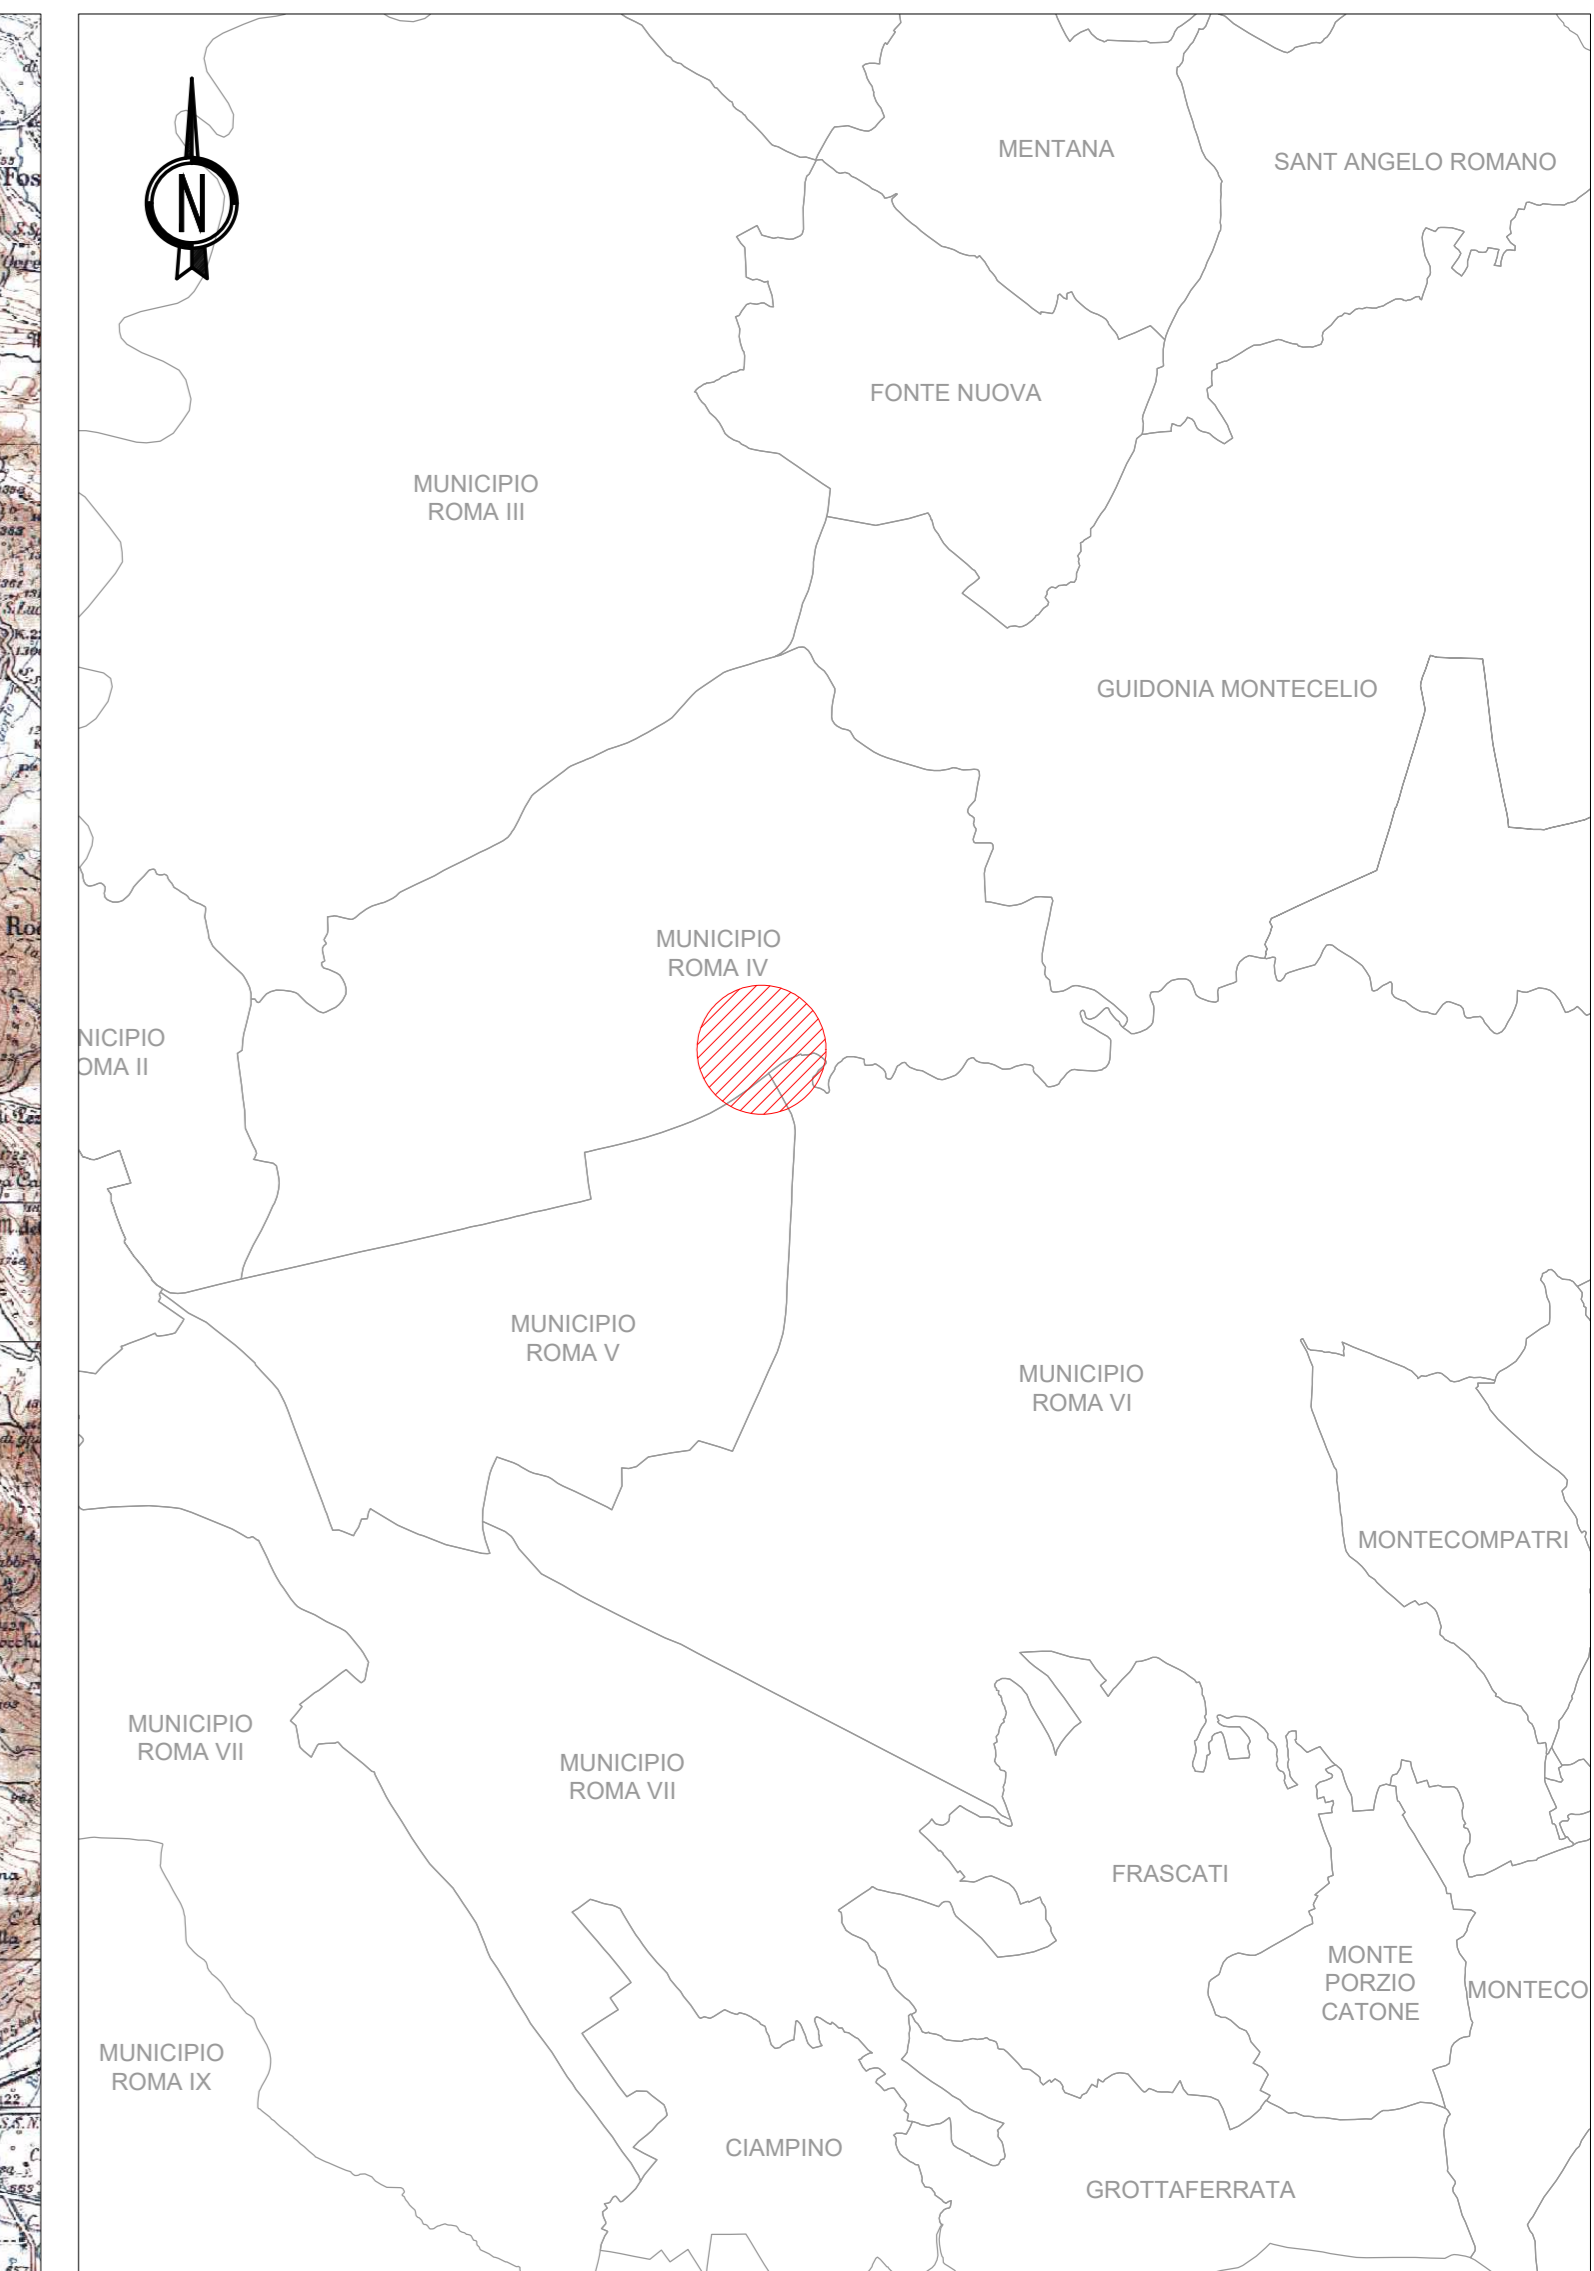 N
MENTANA
SANT ANGELO ROMANO
FONTE NUOVA
MUNICIPIO
ROMA III
GUIDONIA MONTECELIO
MUNICIPIO
ROMA IV
NICIPIO
OMA II
MUNICIPIO
ROMA V
MUNICIPIO
ROMA VI
MONTECOMPATRI
MUNICIPIO
ROMA VII
MUNICIPIO
ROMA VII
FRASCATI
MONTE
PORZIO
CATONE
MONTECO
MUNICIPIO
ROMA IX
CIAMPINO
GROTTAFERRATA
Fos